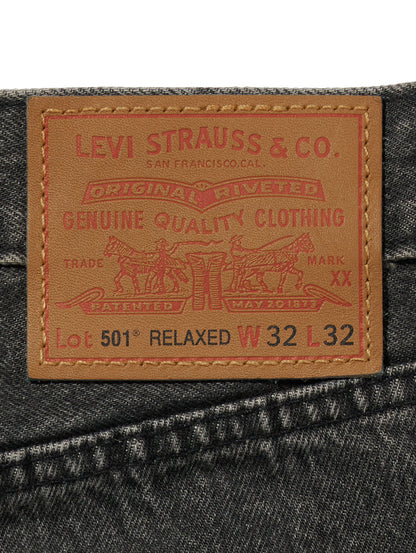 LEVI STRAUSS & CO.
SAN FRANCISCO, CAL.
ORIGINAL RIVETED
GENUINE QUALITY CLOTHING
TRADE MARK
XX
PATENTED MAY 20 1873
Lot 501® RELAXED W 32 L 32